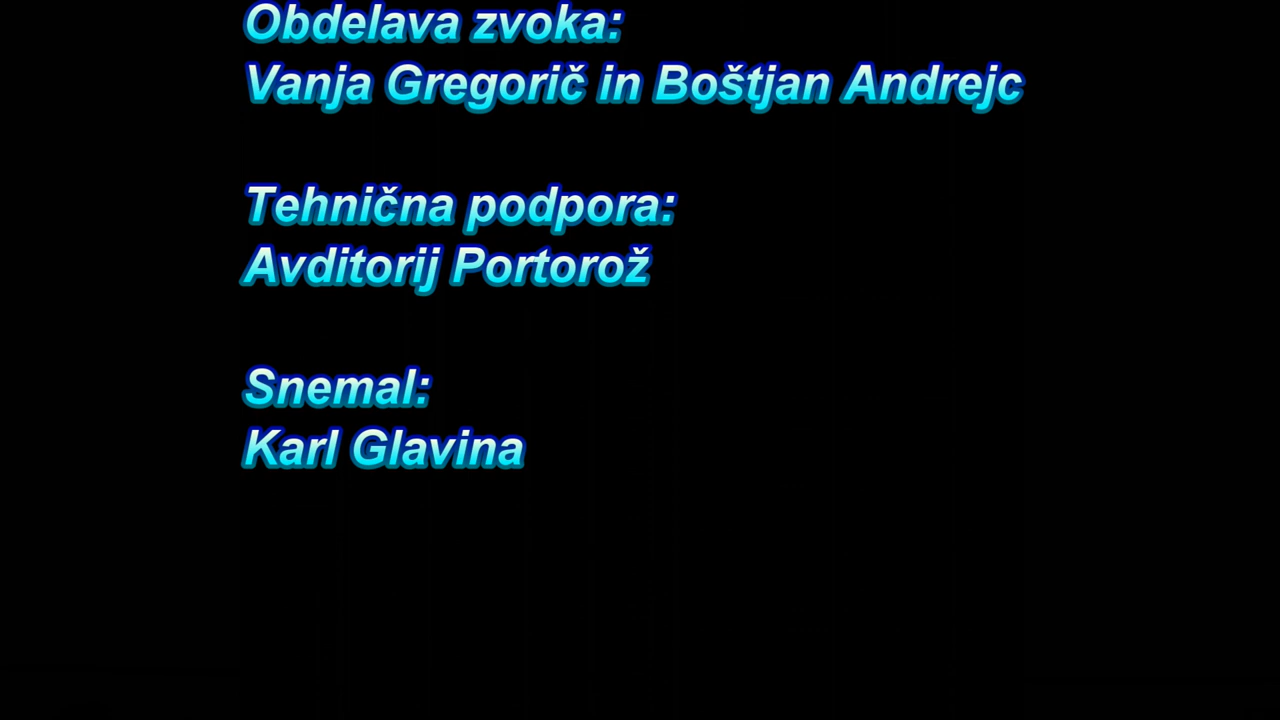 Obdelava zvoka:
Vanja Gregorič in Boštjan Andrejc
Tehnična podpora:
Avditorij Portorož
Snemal:
Karl Glavina